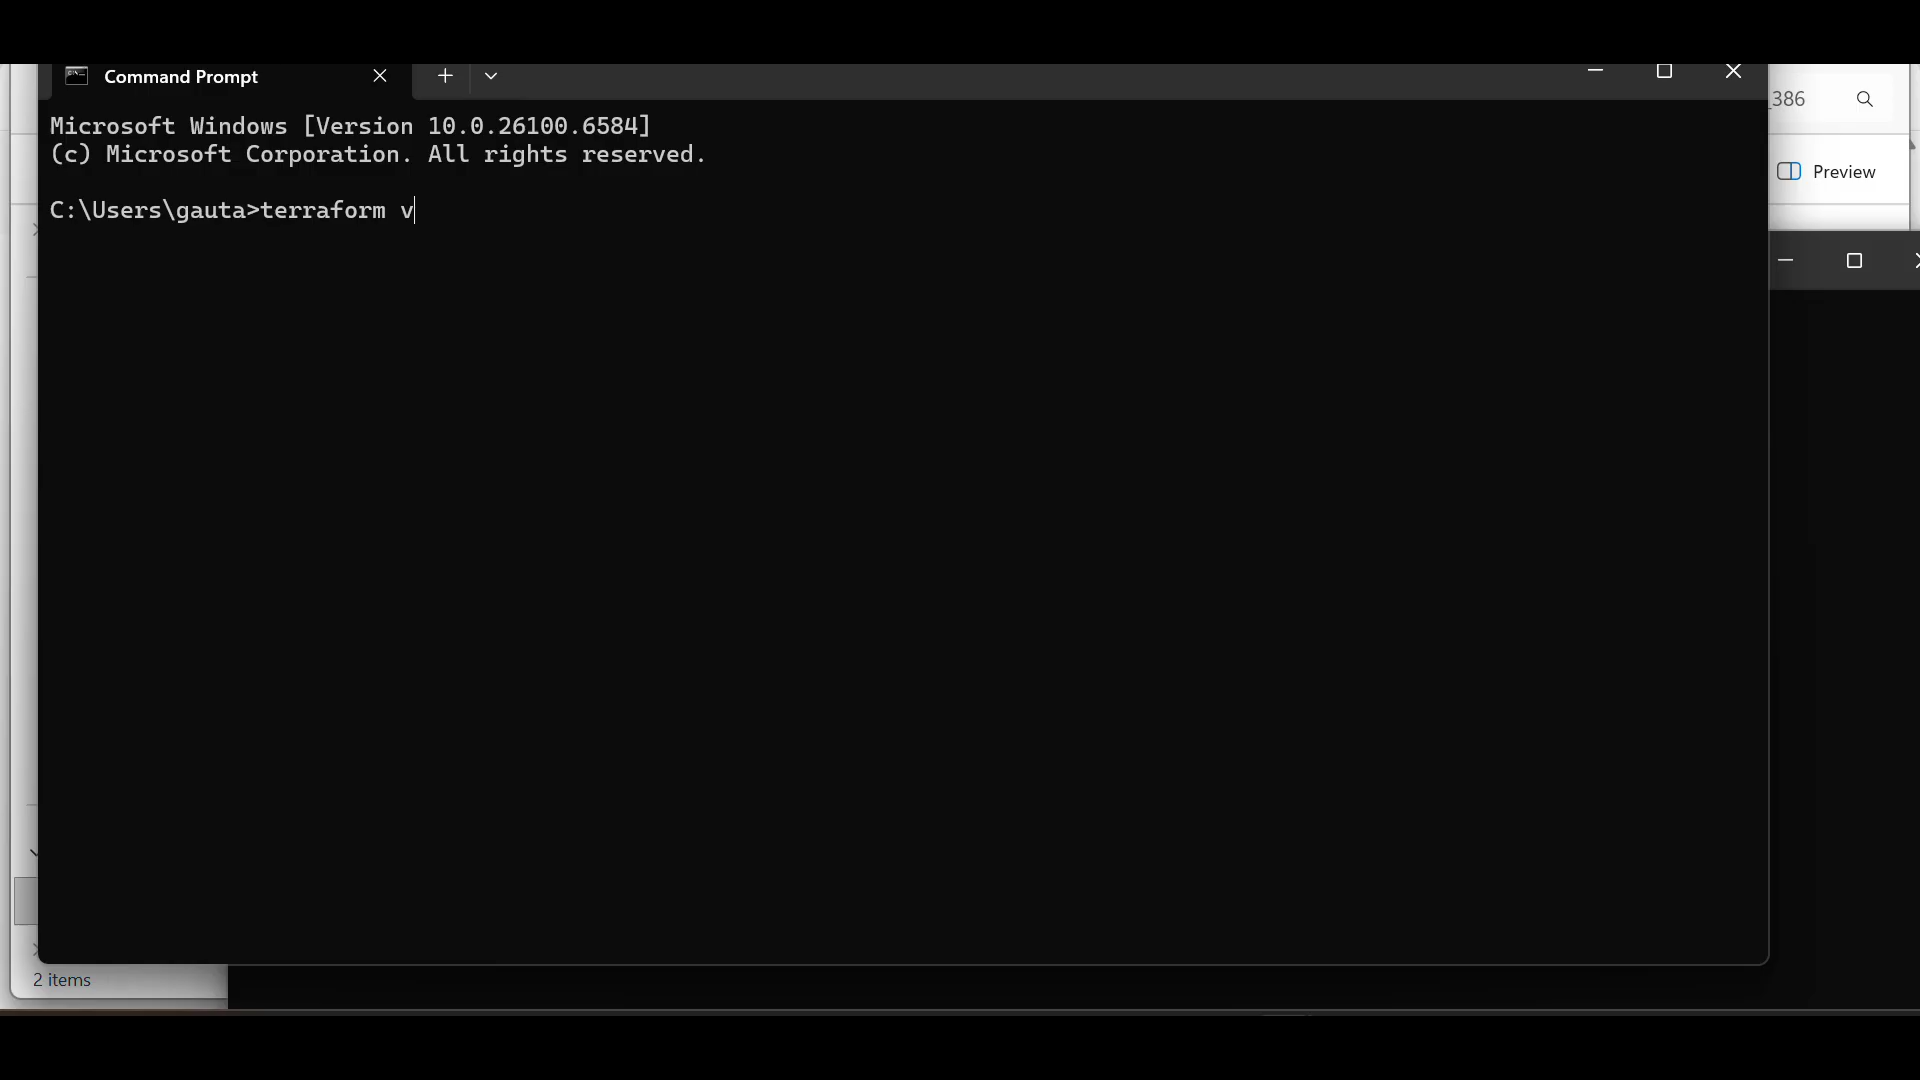 Command Prompt
_386
Microsoft Windows [Version 10.0.26100.6584]
(c) Microsoft Corporation. All rights reserved.
Preview
C:\Users\gauta>terraform v
2 items